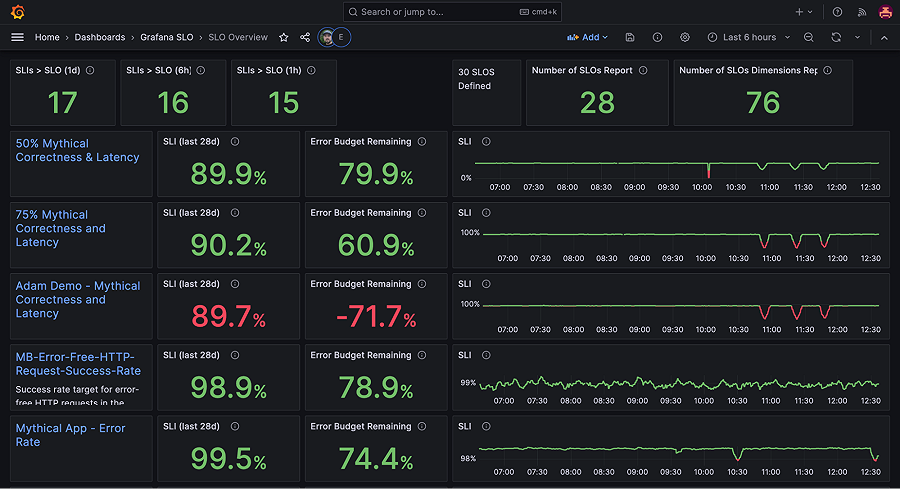 Search or jump to... cmd+k
Home › Dashboards › Grafana SLO › SLO Overview E Add Last 6 hours
SLIs > SLO (1d)
17
SLIs > SLO (6h)
16
SLIs > SLO (1h)
15
30 SLOS
Defined
Number of SLOs Report
28
Number of SLOs Dimensions Rep
76
50% Mythical
Correctness & Latency
SLI (last 28d)
89.9%
Error Budget Remaining
79.9%
SLI
0%
07:00 07:30 08:00 08:30 09:00 09:30 10:00 10:30 11:00 11:30 12:00 12:30
75% Mythical
Correctness and
Latency
SLI (last 28d)
90.2%
Error Budget Remaining
60.9%
SLI
100%
07:00 07:30 08:00 08:30 09:00 09:30 10:00 10:30 11:00 11:30 12:00 12:30
Adam Demo - Mythical
Correctness and
Latency
SLI (last 28d)
89.7%
Error Budget Remaining
-71.7%
SLI
100%
07:00 07:30 08:00 08:30 09:00 09:30 10:00 10:30 11:00 11:30 12:00 12:30
MB-Error-Free-HTTP-
Request-Success-Rate
Success rate target for error-
free HTTP requests in the
SLI (last 28d)
98.9%
Error Budget Remaining
78.9%
SLI
99%
07:00 07:30 08:00 08:30 09:00 09:30 10:00 10:30 11:00 11:30 12:00 12:30
Mythical App - Error
Rate
SLI (last 28d)
99.5%
Error Budget Remaining
74.4%
SLI
98%
07:00 07:30 08:00 08:30 09:00 09:30 10:00 10:30 11:00 11:30 12:00 12:30